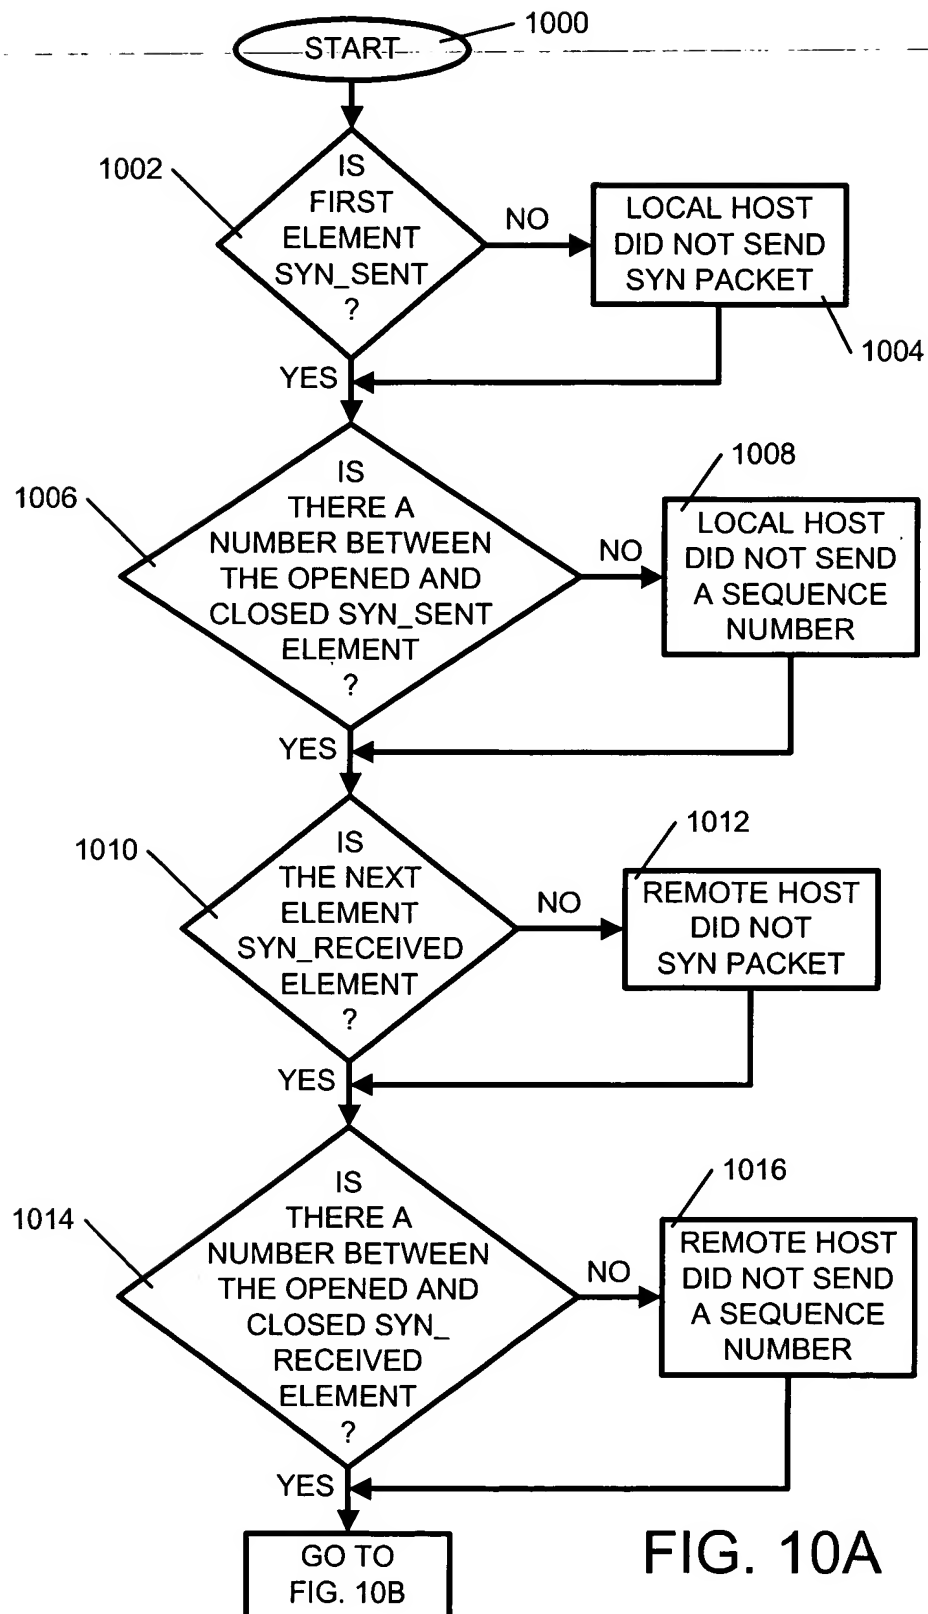 1000
START
1002
IS
FIRST
ELEMENT
SYN_SENT
?
NO
LOCAL HOST
DID NOT SEND
SYN PACKET
1004
YES
1006
IS
THERE A
NUMBER BETWEEN
THE OPENED AND
CLOSED SYN_SENT
ELEMENT
?
NO
1008
LOCAL HOST
DID NOT SEND
A SEQUENCE
NUMBER
YES
1010
IS
THE NEXT
ELEMENT
SYN_RECEIVED
ELEMENT
?
NO
1012
REMOTE HOST
DID NOT
SYN PACKET
YES
1014
IS
THERE A
NUMBER BETWEEN
THE OPENED AND
CLOSED SYN_
RECEIVED
ELEMENT
?
NO
1016
REMOTE HOST
DID NOT SEND
A SEQUENCE
NUMBER
YES
GO TO
FIG. 10B
FIG. 10A